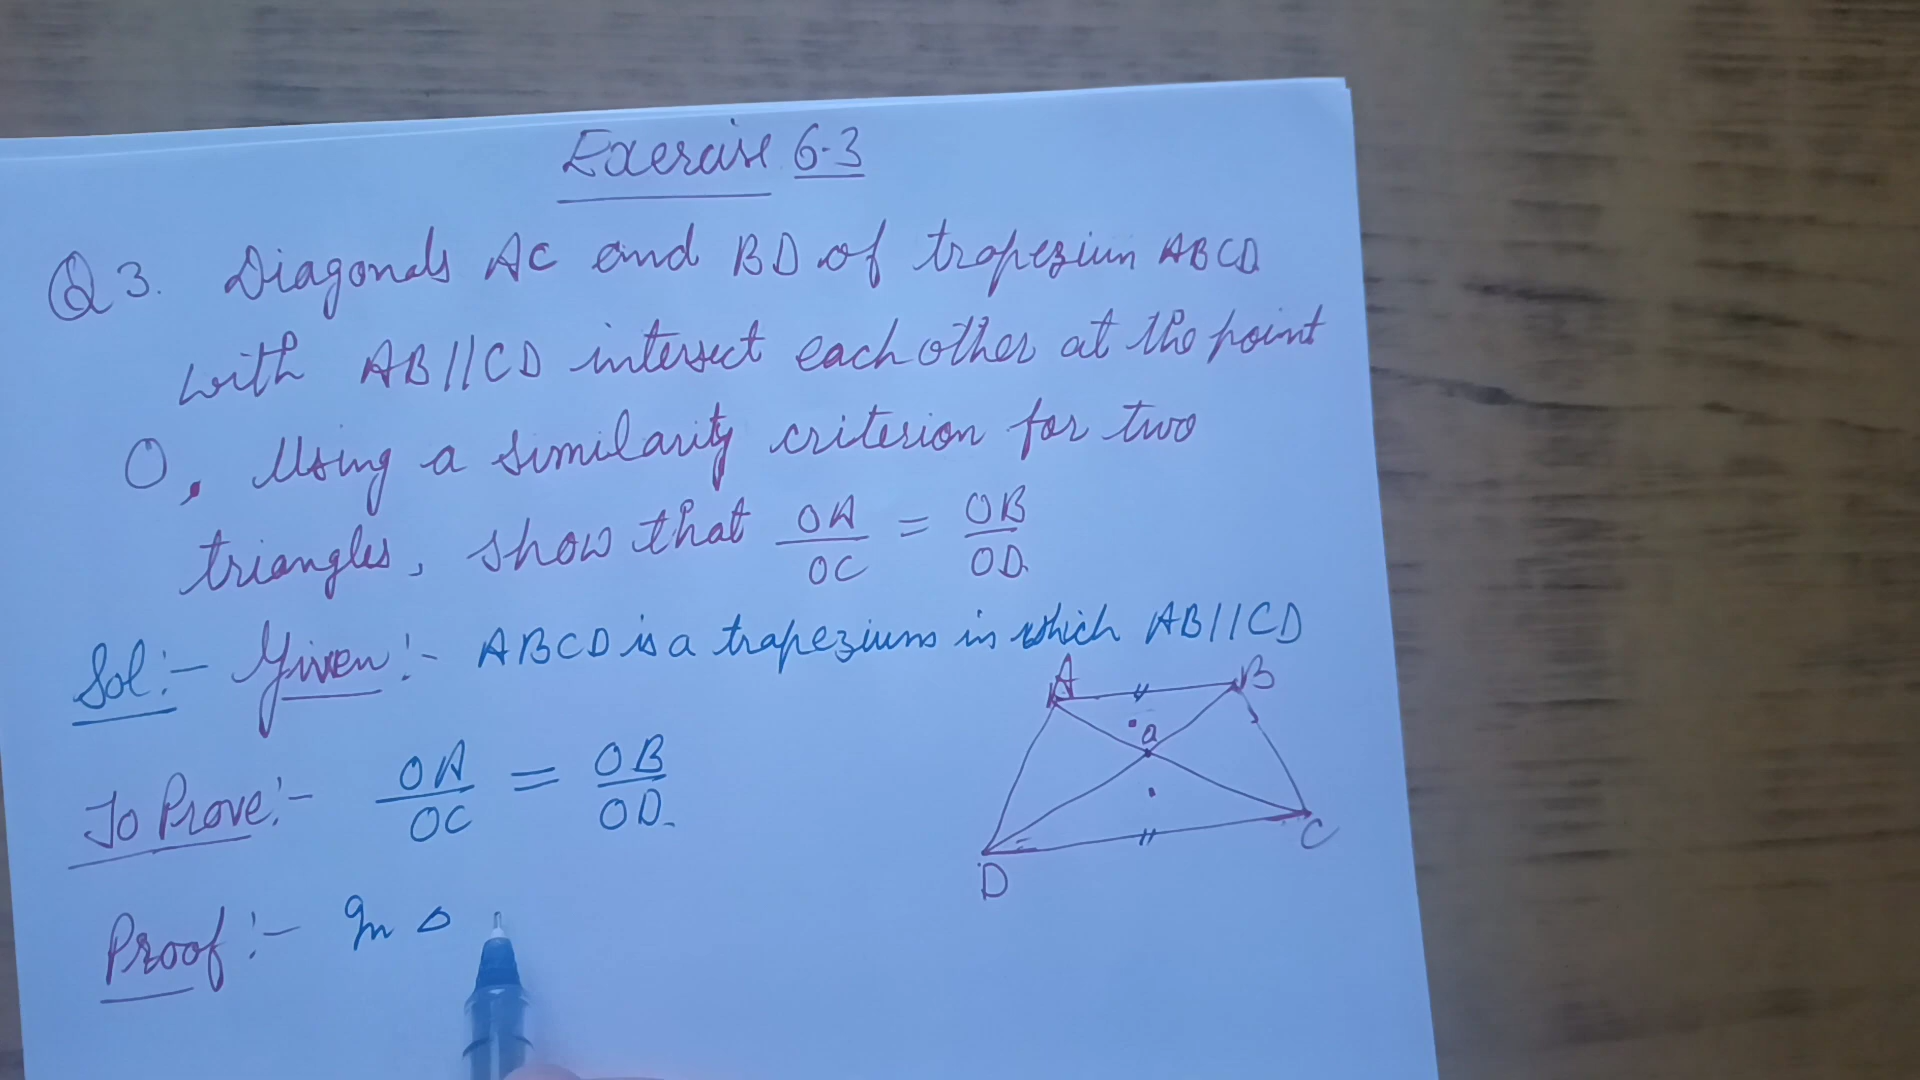 Exercise 6.3
Q3. Diagonals AC and BD of trapezium ABCD
with AB//CD intersect each other at the point
O, Using a similarity criterion for two
triangles, show that OA/OC = OB/OD.
Sol:- Given:- ABCD is a trapezium in which AB//CD
A B
a
D C
To Prove:- OA/OC = OB/OD.
Proof:- In Δ